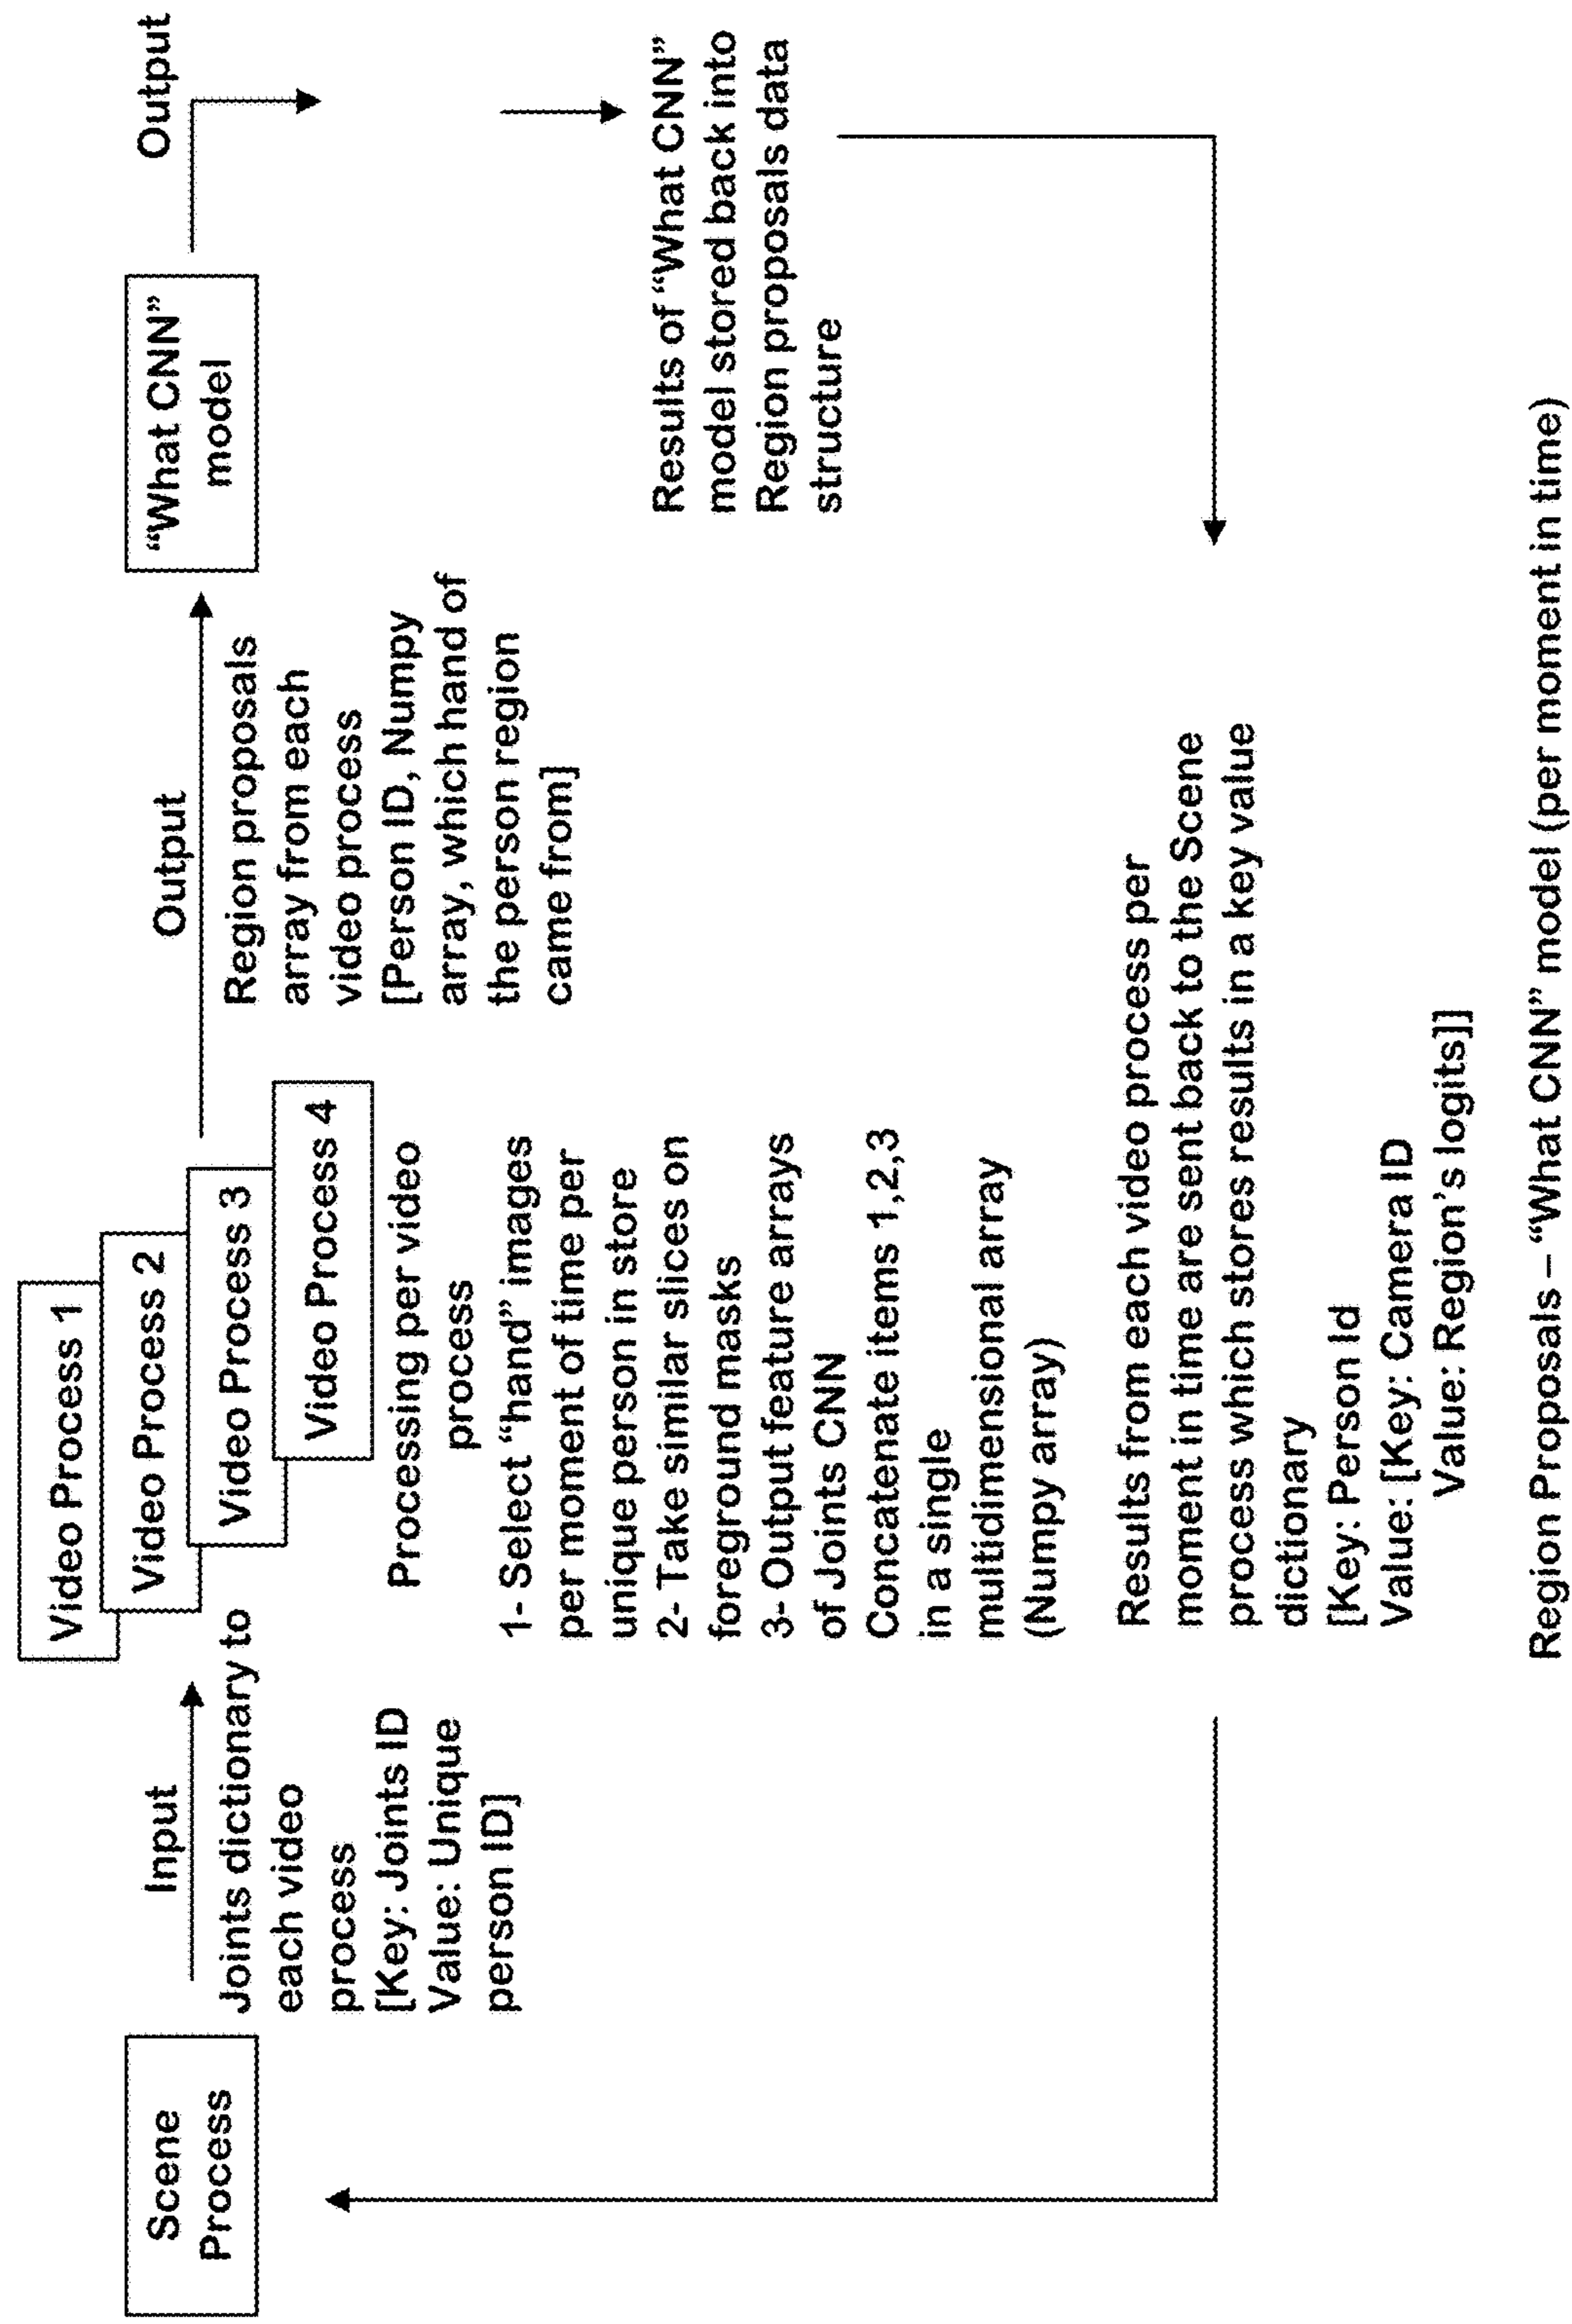 Scene
Process
Input
Joints dictionary to
each video
process
[Key: Joints ID
Value: Unique
person ID]
Video Process 1
Video Process 2
Video Process 3
Video Process 4
Processing per video
process
1- Select “hand” images
per moment of time per
unique person in store
2- Take similar slices on
foreground masks
3- Output feature arrays
of Joints CNN
Concatenate items 1,2,3
in a single
multidimensional array
(Numpy array)
Output
Region proposals
array from each
video process
[Person ID, Numpy
array, which hand of
the person region
came from]
“What CNN”
model
Output
Results of “What CNN”
model stored back into
Region proposals data
structure
Results from each video process per
moment in time are sent back to the Scene
process which stores results in a key value
dictionary
[Key: Person Id
Value: [Key: Camera ID
Value: Region’s logits]]
Region Proposals – “What CNN” model (per moment in time)